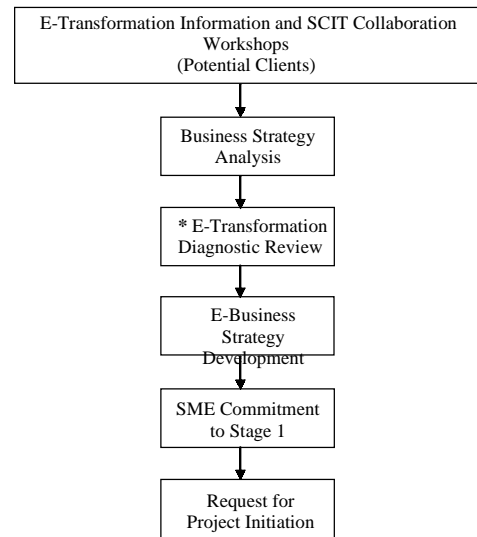 E-Transformation Information and SCIT Collaboration
Workshops
(Potential Clients)
Business Strategy
Analysis
* E-Transformation
Diagnostic Review
E-Business
Strategy
Development
SME Commitment
to Stage 1
Request for
Project Initiation